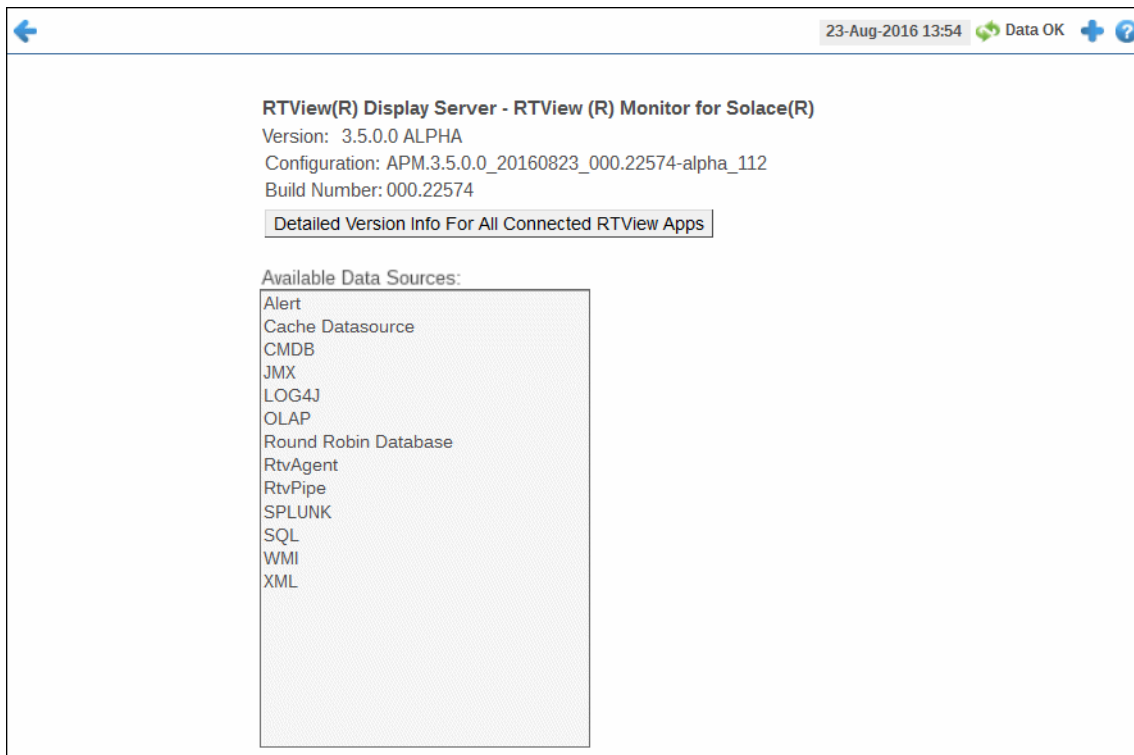 23-Aug-2016 13:54 Data OK
RTView(R) Display Server - RTView (R) Monitor for Solace(R)
Version: 3.5.0.0 ALPHA
Configuration: APM.3.5.0.0_20160823_000.22574-alpha_112
Build Number: 000.22574
Detailed Version Info For All Connected RTView Apps
Available Data Sources:
Alert
Cache Datasource
CMDB
JMX
LOG4J
OLAP
Round Robin Database
RtvAgent
RtvPipe
SPLUNK
SQL
WMI
XML